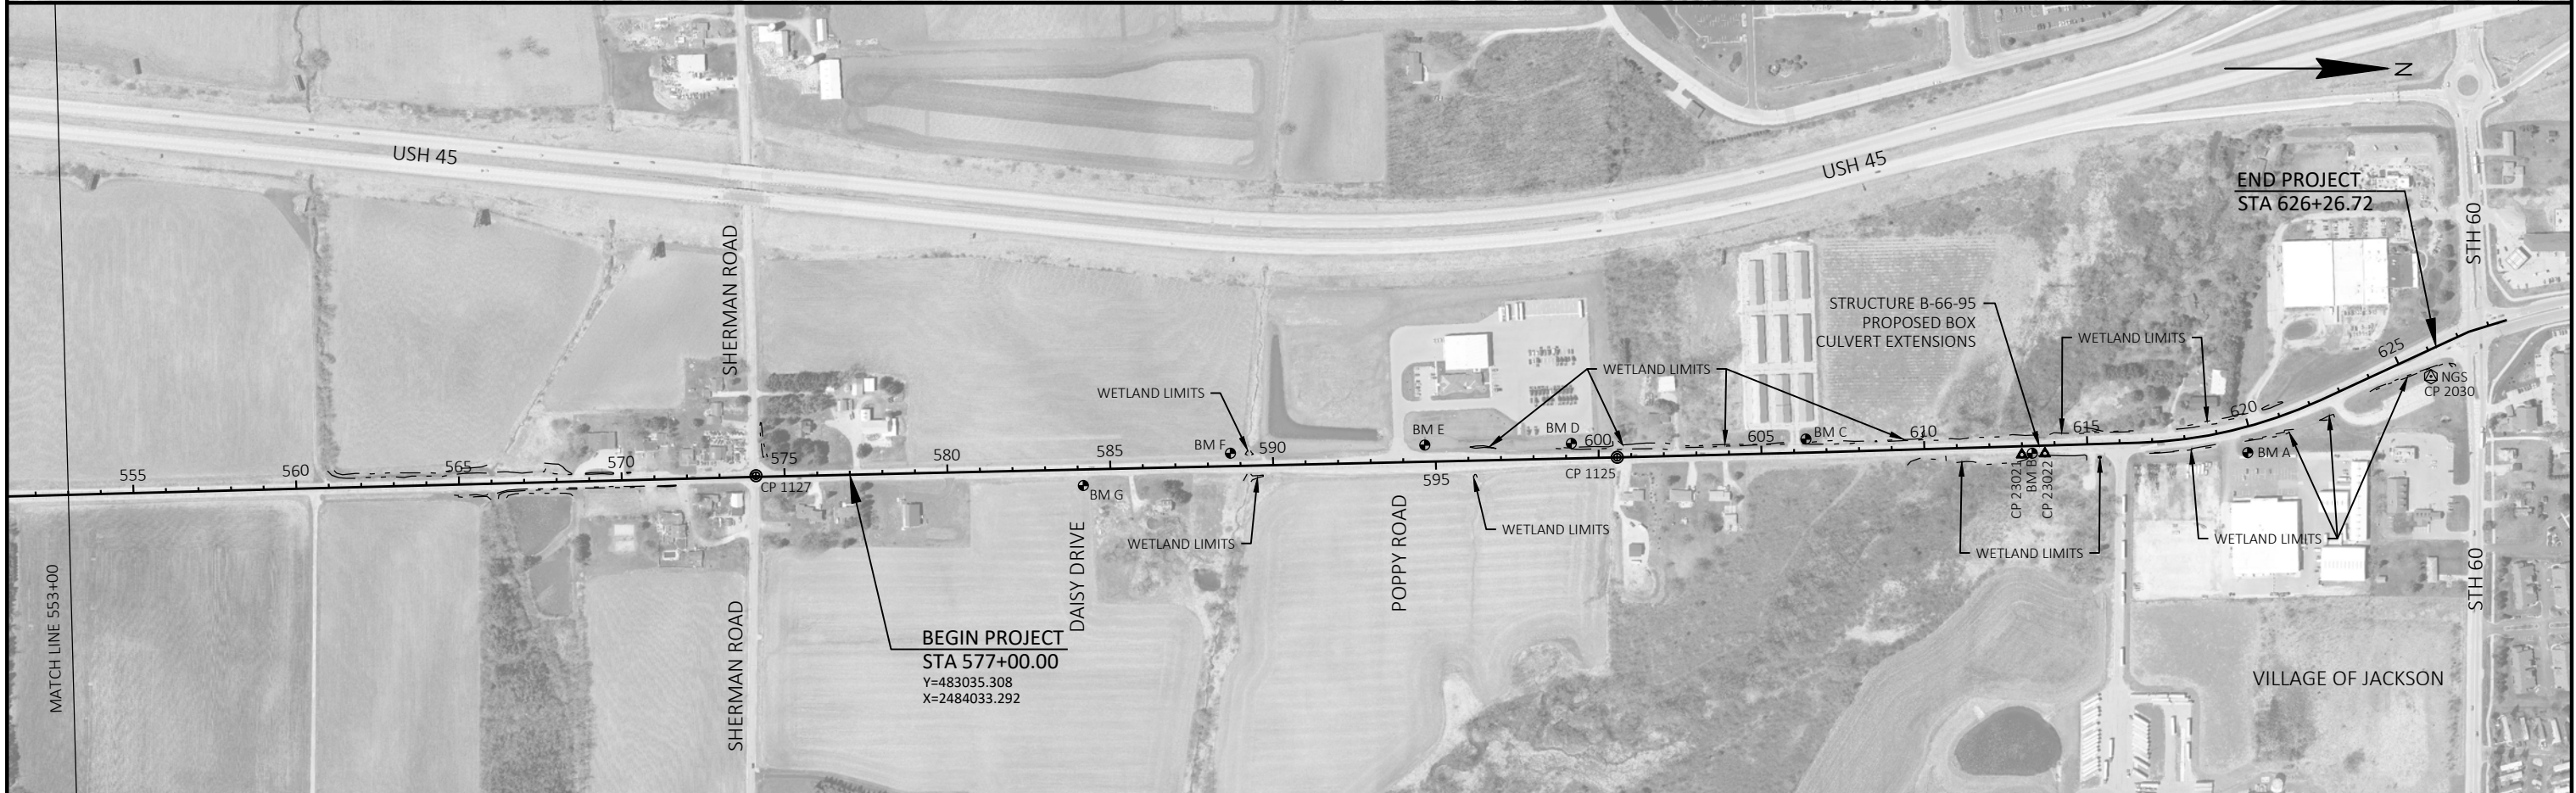 N
USH 45
USH 45
END PROJECT
STA 626+26.72
STH 60
SHERMAN ROAD
STRUCTURE B-66-95
PROPOSED BOX
CULVERT EXTENSIONS
WETLAND LIMITS
WETLAND LIMITS
WETLAND LIMITS
625
NGS
CP 2030
BM F
BM E
BM D
BM C
555
560
565
570
575
580
585
590
595
600
605
610
615
620
CP 1127
BM G
CP 1125
CP 23021
BM B
CP 23022
BM A
WETLAND LIMITS
WETLAND LIMITS
WETLAND LIMITS
WETLAND LIMITS
DAISY DRIVE
POPPY ROAD
MATCH LINE 553+00
SHERMAN ROAD
STH 60
BEGIN PROJECT
STA 577+00.00
Y=483035.308
X=2484033.292
VILLAGE OF JACKSON